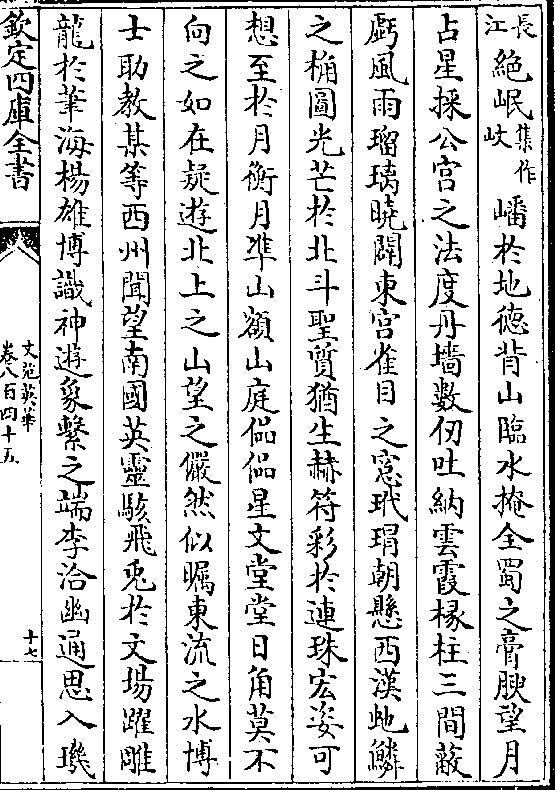 長江絶岷集作岐嶓於地德背山臨水掩全蜀之膏腴望月
占星採公宫之法度丹墻數仞吐納雲霞椽柱三間蔽
虧風雨瑠璃曉闢東宫雀目之窻玳瑁朝懸西漢虵鱗
之桷圖光芒於北斗聖質猶生赫符彩於連珠宏姿可
想至於月衡月準山額山庭偘偘星文堂堂日角莫不
向之如在疑遊北上之山望之儼然似矚東流之水博
士助教某等西州聞望南國英靈駭飛兎於文場躍雕
龍於筆海楊雄博識神遊象繫之端李洽幽通思入璣
欽定四庫全書
文苑英華
卷八百四十五
十七